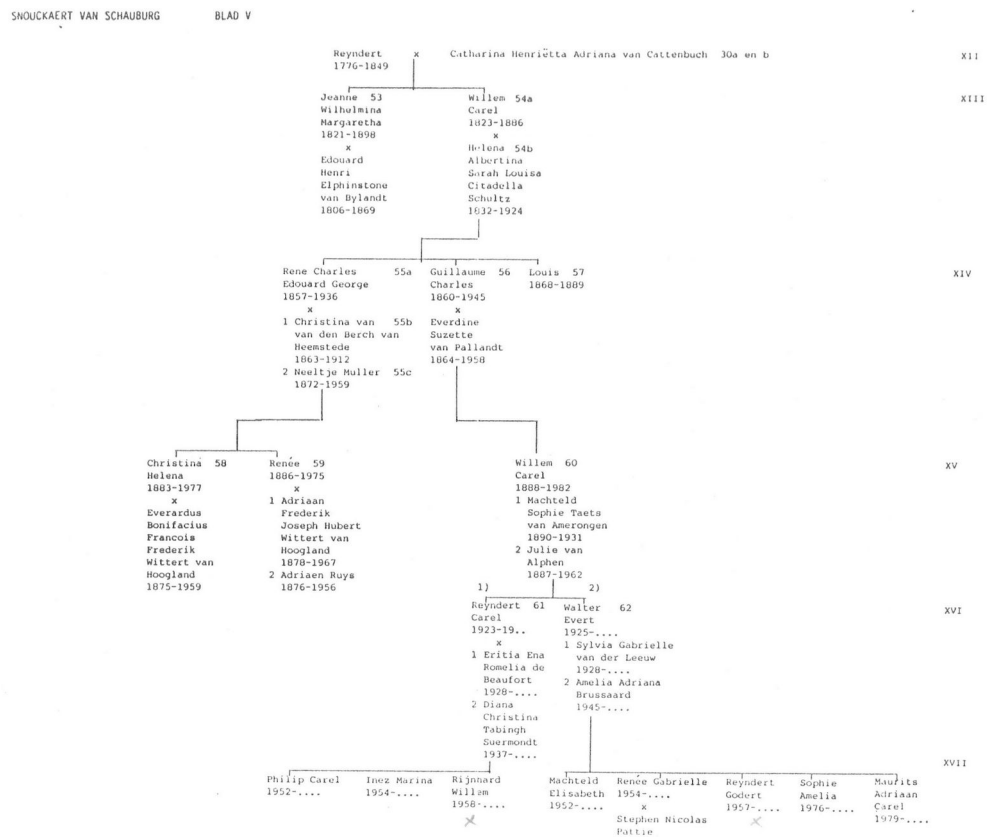 SNOUCKAERT VAN SCHAUBURG BLAD V
Reyndert x Catharina Henriëtta Adriana van Cattenbuch 30a en b XII
1776-1849
Jeanne 53
Wilhelmina
Margaretha
1821-1898
x
Edouard
Henri
Elphinstone
van Bylandt
1806-1869
Willem 54a
Carel
1823-1886
x
Helena 54b
Albertina
Sarah Louisa
Citadella
Schultz
1832-1924
XIII
Rene Charles 55a
Edouard George
1857-1936
x
1 Christina van 55b
van den Berch van
Heemstede
1863-1912
2 Neeltje Muller 55c
1872-1959
Guillaume 56
Charles
1860-1945
x
Everdine
Suzette
van Pallandt
1864-1958
Louis 57
1868-1889
XIV
Christina 58
Helena
1883-1977
x
Everardus
Bonifacius
Francois
Frederik
Wittert van
Hoogland
1875-1959
Renée 59
1886-1975
x
1 Adriaan
Frederik
Joseph Hubert
Wittert van
Hoogland
1878-1967
2 Adriaen Ruys
1876-1956
Willem 60
Carel
1888-1982
1 Machteld
Sophie Taets
van Amerongen
1890-1931
2 Julie van
Alphen
1887-1962
XV
1) 2)
Reyndert 61
Carel
1923-19..
x
1 Eritia Ena
Romelia de
Beaufort
1928-....
2 Diana
Christina
Tabingh
Suermondt
1937-....
Walter 62
Evert
1925-....
1 Sylvia Gabrielle
van der Leeuw
1928-....
2 Amelia Adriana
Brussaard
1945-....
XVI
XVII
Philip Carel
1952-....
Inez Marina
1954-....
Rijnhard
Willem
1958-....
x
Machteld
Elisabeth
1952-....
Renée Gabrielle
1954-....
x
Stephen Nicolas
Pattie
Reyndert
Godert
1957-....
x
Sophie
Amelia
1976-....
Maurits
Adriaan
Carel
1979-....